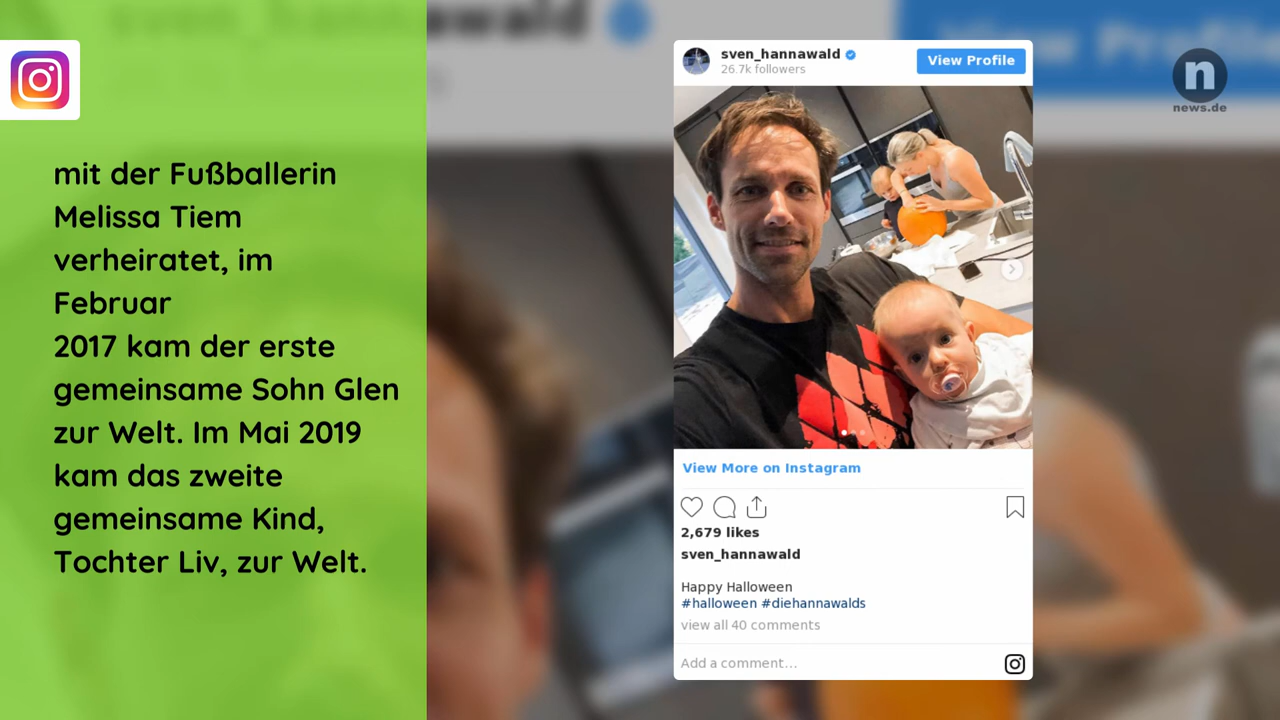 mit der Fußballerin
Melissa Tiem
verheiratet, im
Februar
2017 kam der erste
gemeinsame Sohn Glen
zur Welt. Im Mai 2019
kam das zweite
gemeinsame Kind,
Tochter Liv, zur Welt.
sven_hannawald
26.7k followers
View Profile
View More on Instagram
2,679 likes
sven_hannawald
Happy Halloween
#halloween #diehannawalds
view all 40 comments
Add a comment...
n
news.de